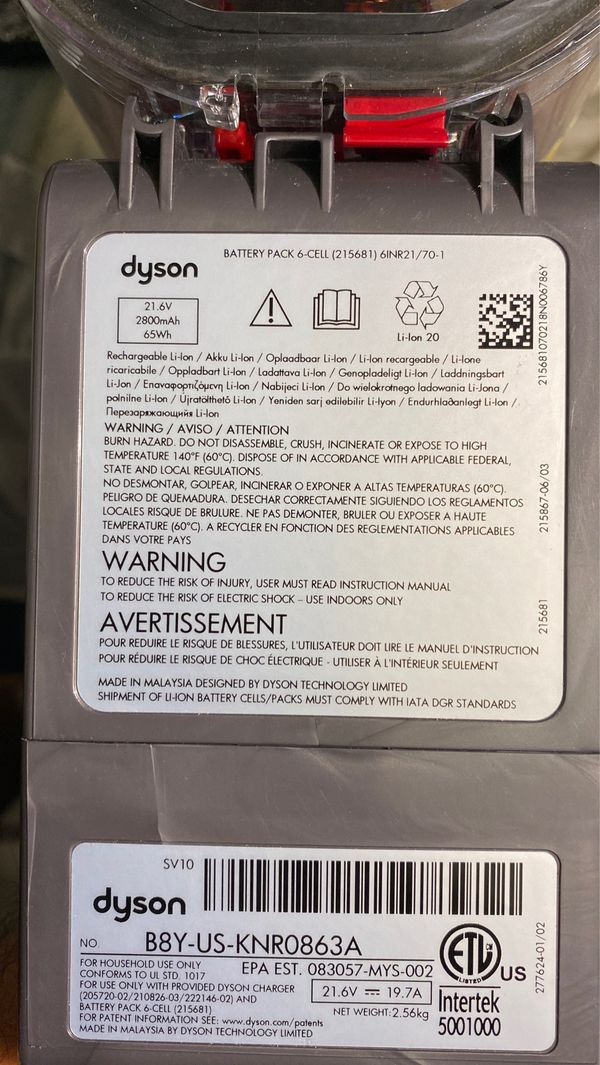 BATTERY PACK 6-CELL (215681) 6INR21/70-1
dyson
21.6V
2800mAh
65Wh
Li-Ion 20
Rechargeable Li-Ion / Akku Li-Ion / Oplaadbaar Li-Ion / Li-Ion recargeable / Li-Ione
ricaricabile / Oppladbart Li-Ion / Ladattava Li-Ion / Genopladeligt Li-Ion / Laddningsbart
Li-Jon / Επαναφορτιζόμενη Li-Ion / Nabijeci Li-Ion / Do wielokrotnego ladowania Li-Jona /
polnilne Li-Ion / Ujratölthető Li-Ion / Yeniden sarj edilebilir Li-Iyon / Endurhlaðanlegt Li-Ion /
Перезаряжающийся Li-Ion
WARNING / AVISO / ATTENTION
BURN HAZARD. DO NOT DISASSEMBLE, CRUSH, INCINERATE OR EXPOSE TO HIGH
TEMPERATURE 140°F (60°C). DISPOSE OF IN ACCORDANCE WITH APPLICABLE FEDERAL,
STATE AND LOCAL REGULATIONS.
NO DESMONTAR, GOLPEAR, INCINERAR O EXPONER A ALTAS TEMPERATURAS (60°C).
PELIGRO DE QUEMADURA. DESECHAR CORRECTAMENTE SIGUIENDO LOS REGLAMENTOS
LOCALES RISQUE DE BRULURE. NE PAS DEMONTER, BRULER OU EXPOSER A HAUTE
TEMPERATURE (60°C). A RECYCLER EN FONCTION DES REGLEMENTATIONS APPLICABLES
DANS VOTRE PAYS
WARNING
TO REDUCE THE RISK OF INJURY, USER MUST READ INSTRUCTION MANUAL
TO REDUCE THE RISK OF ELECTRIC SHOCK – USE INDOORS ONLY
AVERTISSEMENT
POUR REDUIRE LE RISQUE DE BLESSURES, L'UTILISATEUR DOIT LIRE LE MANUEL D'INSTRUCTION
POUR RÉDUIRE LE RISQUE DE CHOC ÉLECTRIQUE - UTILISER À L'INTÉRIEUR SEULEMENT
MADE IN MALAYSIA DESIGNED BY DYSON TECHNOLOGY LIMITED
SHIPMENT OF LI-ION BATTERY CELLS/PACKS MUST COMPLY WITH IATA DGR STANDARDS
215681070218N006786Y
215867-06/03
215681
SV10
dyson
NO. B8Y-US-KNR0863A
FOR HOUSEHOLD USE ONLY
CONFORMS TO UL STD. 1017
FOR USE ONLY WITH PROVIDED DYSON CHARGER
(205720-02/210826-03/222146-02) AND
BATTERY PACK 6-CELL (215681)
FOR PATENT INFORMATION SEE: www.dyson.com/patents
MADE IN MALAYSIA BY DYSON TECHNOLOGY LIMITED
EPA EST. 083057-MYS-002
21.6V ⎓ 19.7A
NET WEIGHT:2.56kg
ETL CM
LISTED
US
Intertek
5001000
277624-01/02